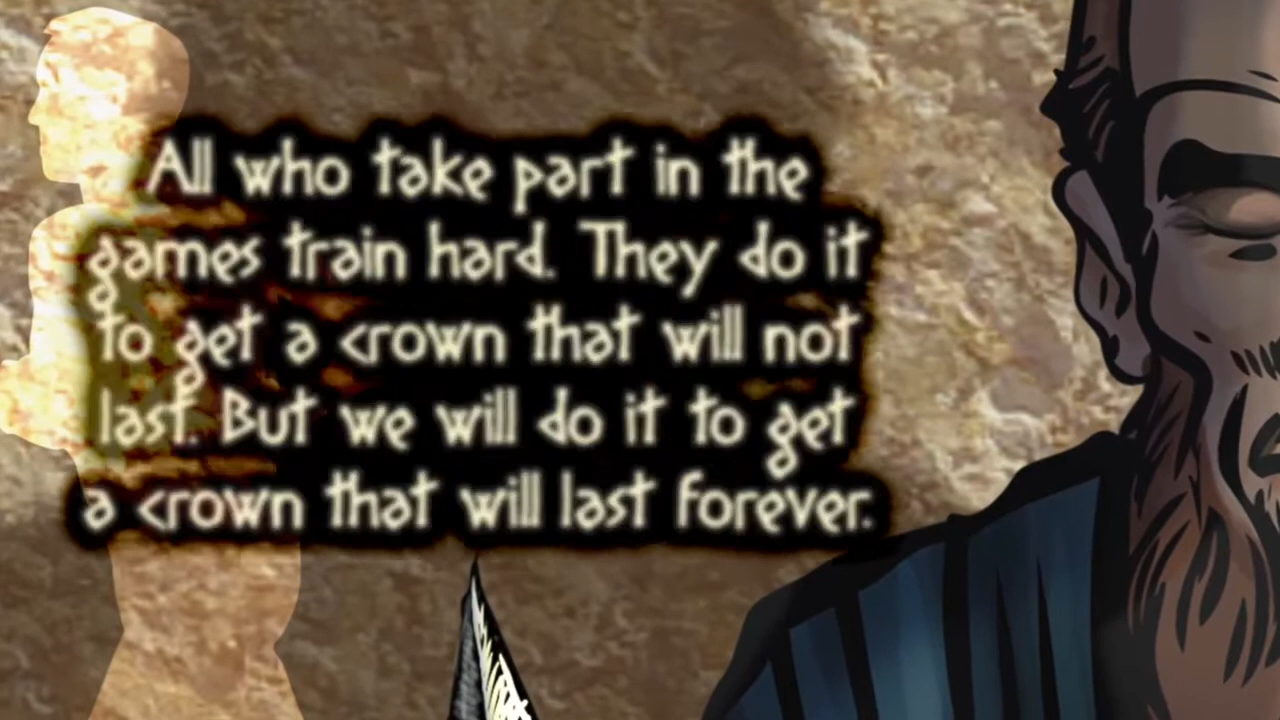 All who take part in the
games train hard. They do it
to get a crown that will not
last. But we will do it to get
a crown that will last forever.